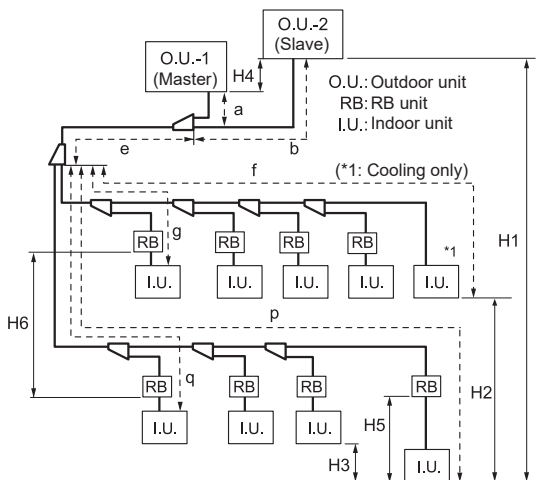 O.U.-2
(Slave)
O.U.-1
(Master)
H4
O.U.: Outdoor unit
RB: RB unit
I.U.: Indoor unit
a
e
b
f
(*1: Cooling only)
H1
g
RB
RB
RB
RB
*1
I.U.
I.U.
I.U.
I.U.
I.U.
H6
p
H2
q
RB
RB
RB
RB
I.U.
I.U.
I.U.
H5
H3
I.U.